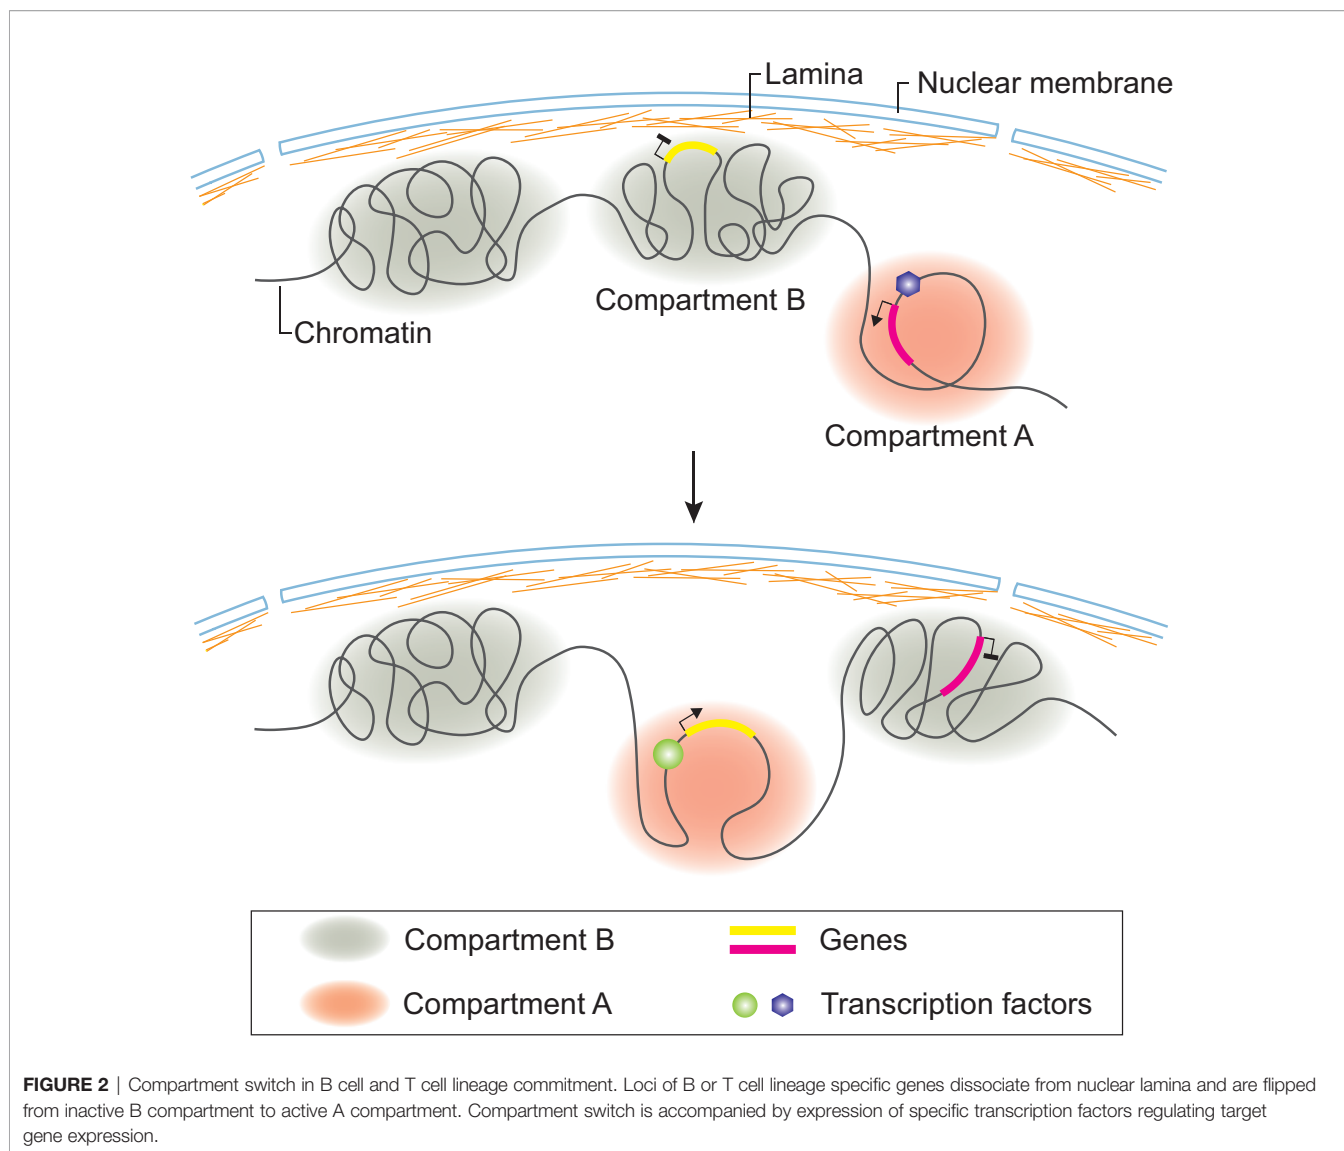 Lamina
Nuclear membrane
Compartment B
Chromatin
Compartment A
Compartment B
Genes
Compartment A
Transcription factors
FIGURE 2 | Compartment switch in B cell and T cell lineage commitment. Loci of B or T cell lineage specific genes dissociate from nuclear lamina and are flipped
from inactive B compartment to active A compartment. Compartment switch is accompanied by expression of specific transcription factors regulating target
gene expression.